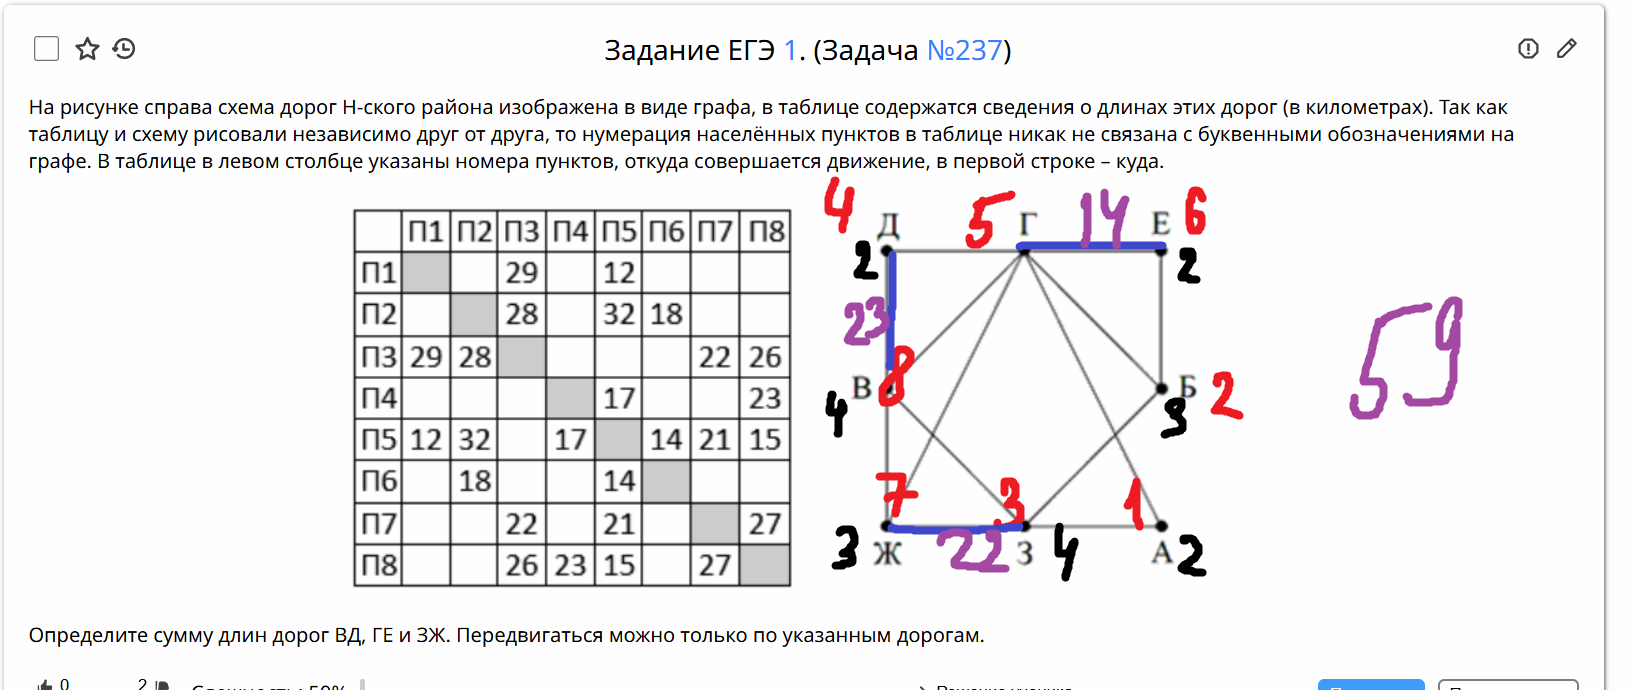 Задание ЕГЭ 1. (Задача №237)
На рисунке справа схема дорог Н-ского района изображена в виде графа, в таблице содержатся сведения о длинах этих дорог (в километрах). Так как
таблицу и схему рисовали независимо друг от друга, то нумерация населённых пунктов в таблице никак не связана с буквенными обозначениями на
графе. В таблице в левом столбце указаны номера пунктов, откуда совершается движение, в первой строке – куда.
П1 П2 П3 П4 П5 П6 П7 П8
П1 29 12
П2 28 32 18
П3 29 28 22 26
П4 17 23
П5 12 32 17 14 21 15
П6 18 14
П7 22 21 27
П8 26 23 15 27
4 Д 5 Г 14 Е 6
2 2
23 59
В 8 Б 2
4 3
7 3 1
3 Ж 22 З 4 А 2
Определите сумму длин дорог ВД, ГЕ и ЗЖ. Передвигаться можно только по указанным дорогам.
0 2